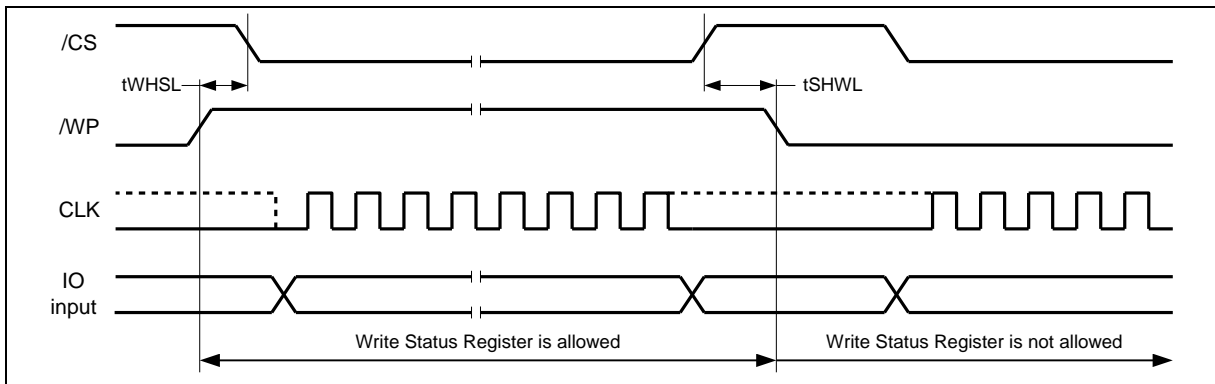 /CS
tWHSL
tSHWL
/WP
CLK
IO
input
Write Status Register is allowed
Write Status Register is not allowed